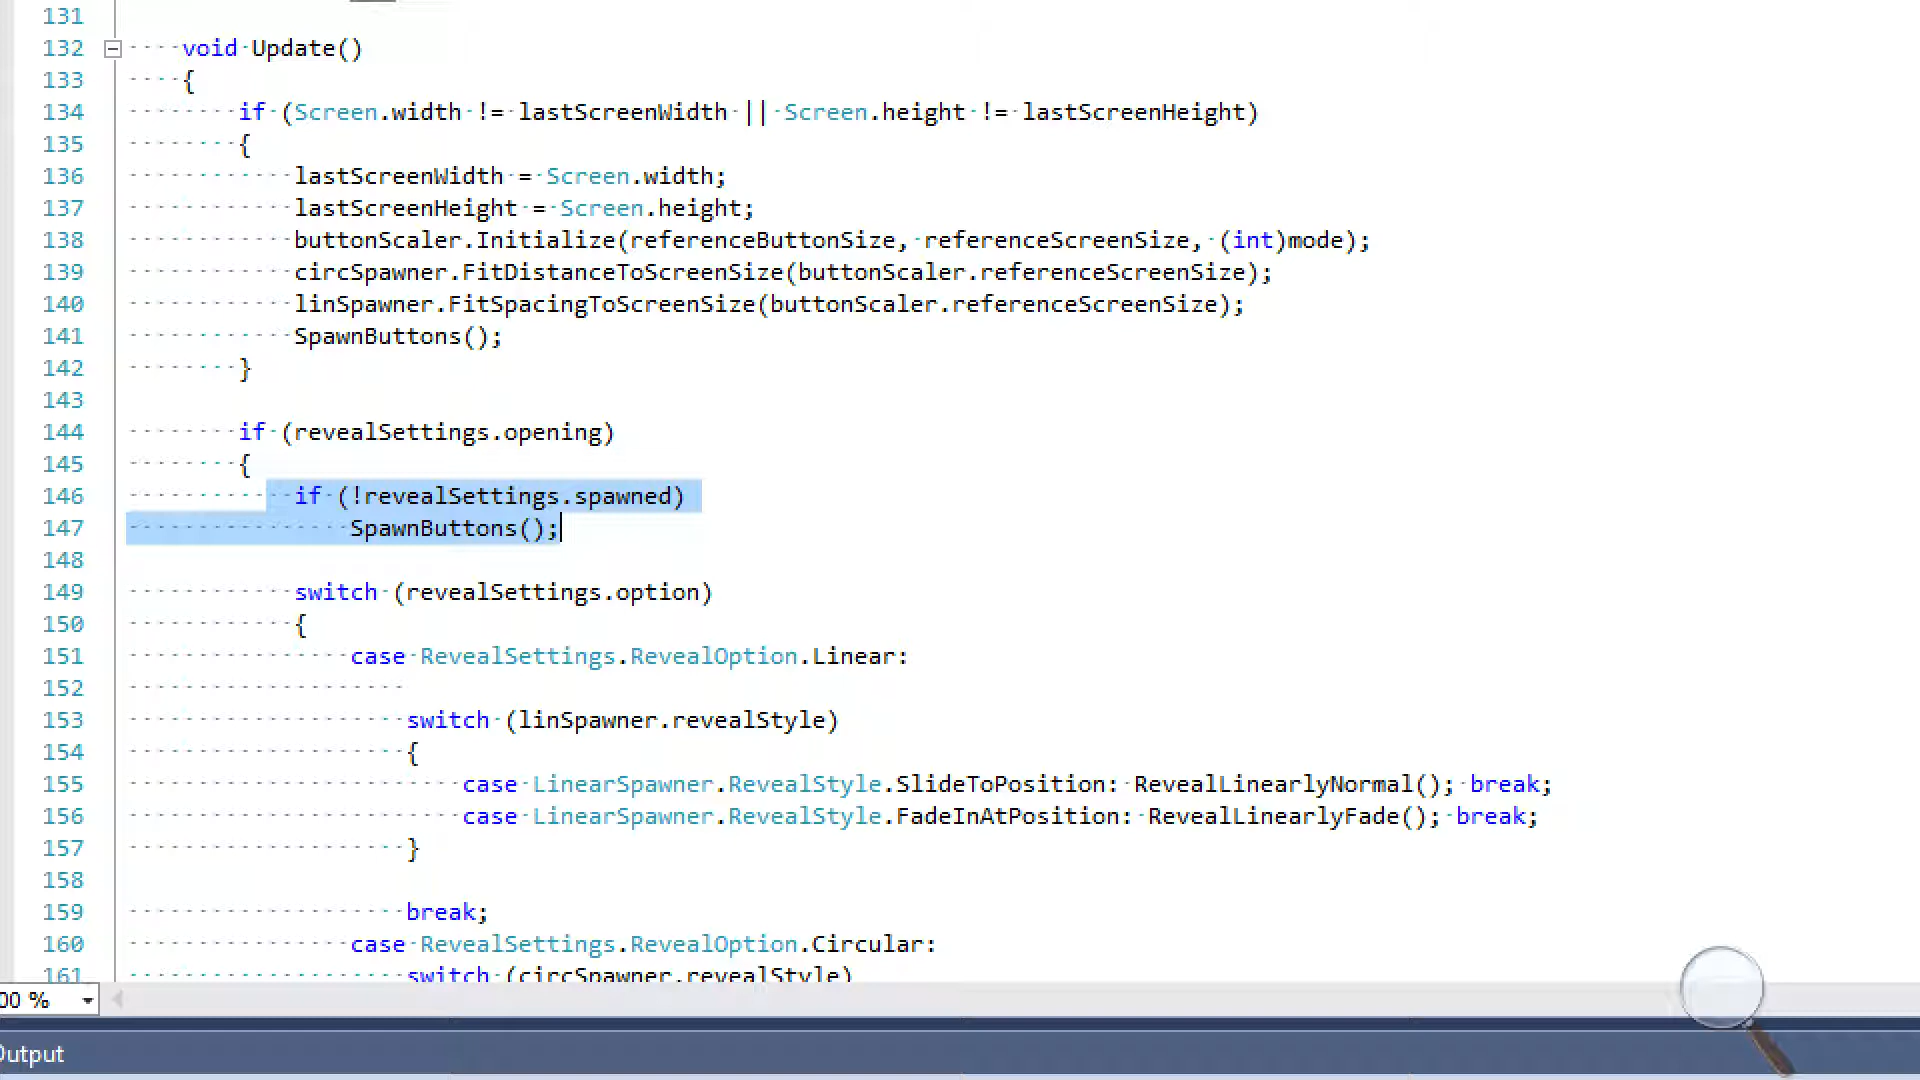 131
132 void Update()
133 {
134 if (Screen.width != lastScreenWidth || Screen.height != lastScreenHeight)
135 {
136 lastScreenWidth = Screen.width;
137 lastScreenHeight = Screen.height;
138 buttonScaler.Initialize(referenceButtonSize, referenceScreenSize, (int)mode);
139 circSpawner.FitDistanceToScreenSize(buttonScaler.referenceScreenSize);
140 linSpawner.FitSpacingToScreenSize(buttonScaler.referenceScreenSize);
141 SpawnButtons();
142 }
143
144 if (revealSettings.opening)
145 {
146 if (!revealSettings.spawned)
147 SpawnButtons();
148
149 switch (revealSettings.option)
150 {
151 case RevealSettings.RevealOption.Linear:
152
153 switch (linSpawner.revealStyle)
154 {
155 case LinearSpawner.RevealStyle.SlideToPosition: RevealLinearlyNormal(); break;
156 case LinearSpawner.RevealStyle.FadeInAtPosition: RevealLinearlyFade(); break;
157 }
158
159 break;
160 case RevealSettings.RevealOption.Circular:
161 switch (circSpawner.revealStyle)
00 %
Output